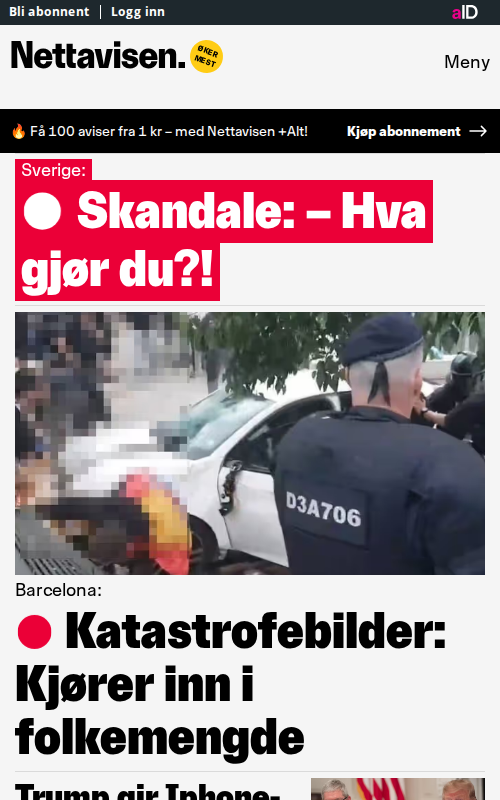 Bli abonnent | Logg inn
aID
Nettavisen.
ØKER
MEST
Meny
🔥 Få 100 aviser fra 1 kr – med Nettavisen +Alt!
Kjøp abonnement →
Sverige:
Skandale: – Hva
gjør du?!
D3A706
Barcelona:
Katastrofebilder:
Kjører inn i
folkemengde
Trump gir Iphone-